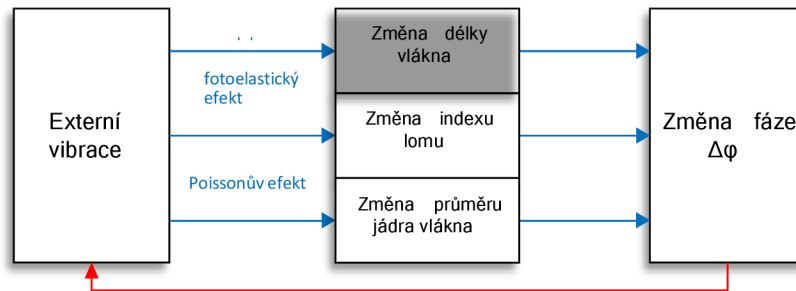 Externí
vibrace
fotoelastický
efekt
Poissonův efekt
Změna délky
vlákna
Změna indexu
lomu
Změna průměru
jádra vlákna
Změna fáze
Δφ